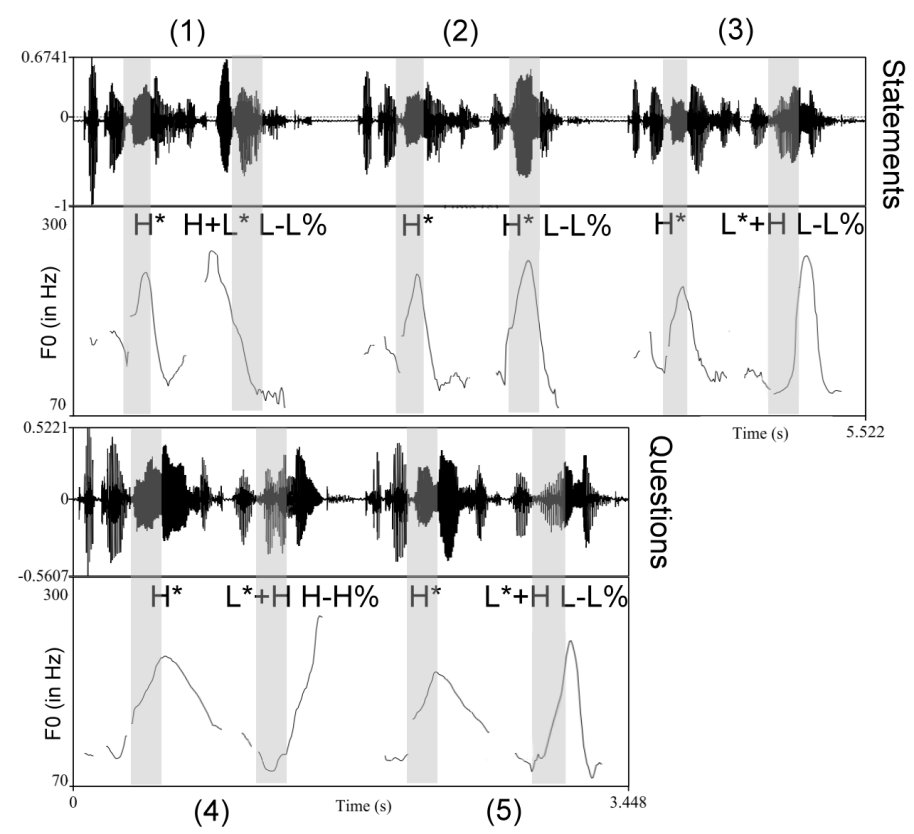 (1) (2) (3)
0.6741
0
-1
Statements
300
H* H+L* L-L% H* H* L-L% H* L*+H L-L%
F0 (in Hz)
70
Time (s)
5.522
0.5221
0
-0.5607
Questions
300
H* L*+H H-H% H* L*+H L-L%
F0 (in Hz)
70
0
Time (s)
3.448
(4) (5)